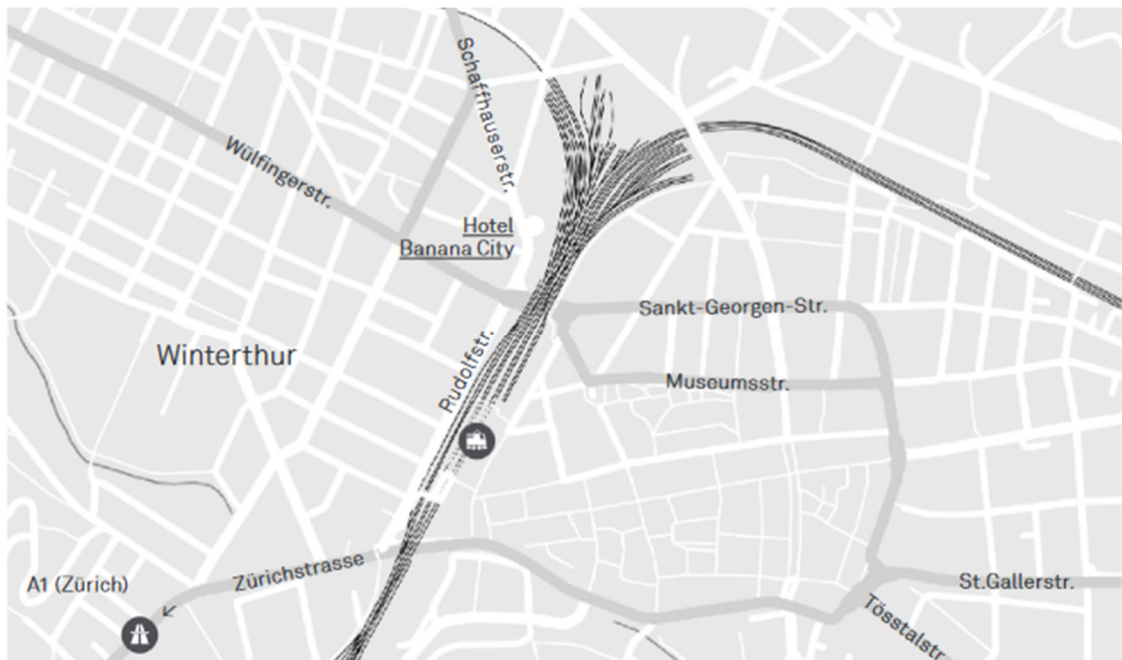 Schaffhauserstr.
Wülfingerstr.
Hotel
Banana City
Sankt-Georgen-Str.
Winterthur
Rudolfstr.
Museumsstr.
Zürichstrasse
A1 (Zürich)
St.Gallerstr.
Tösstalstr